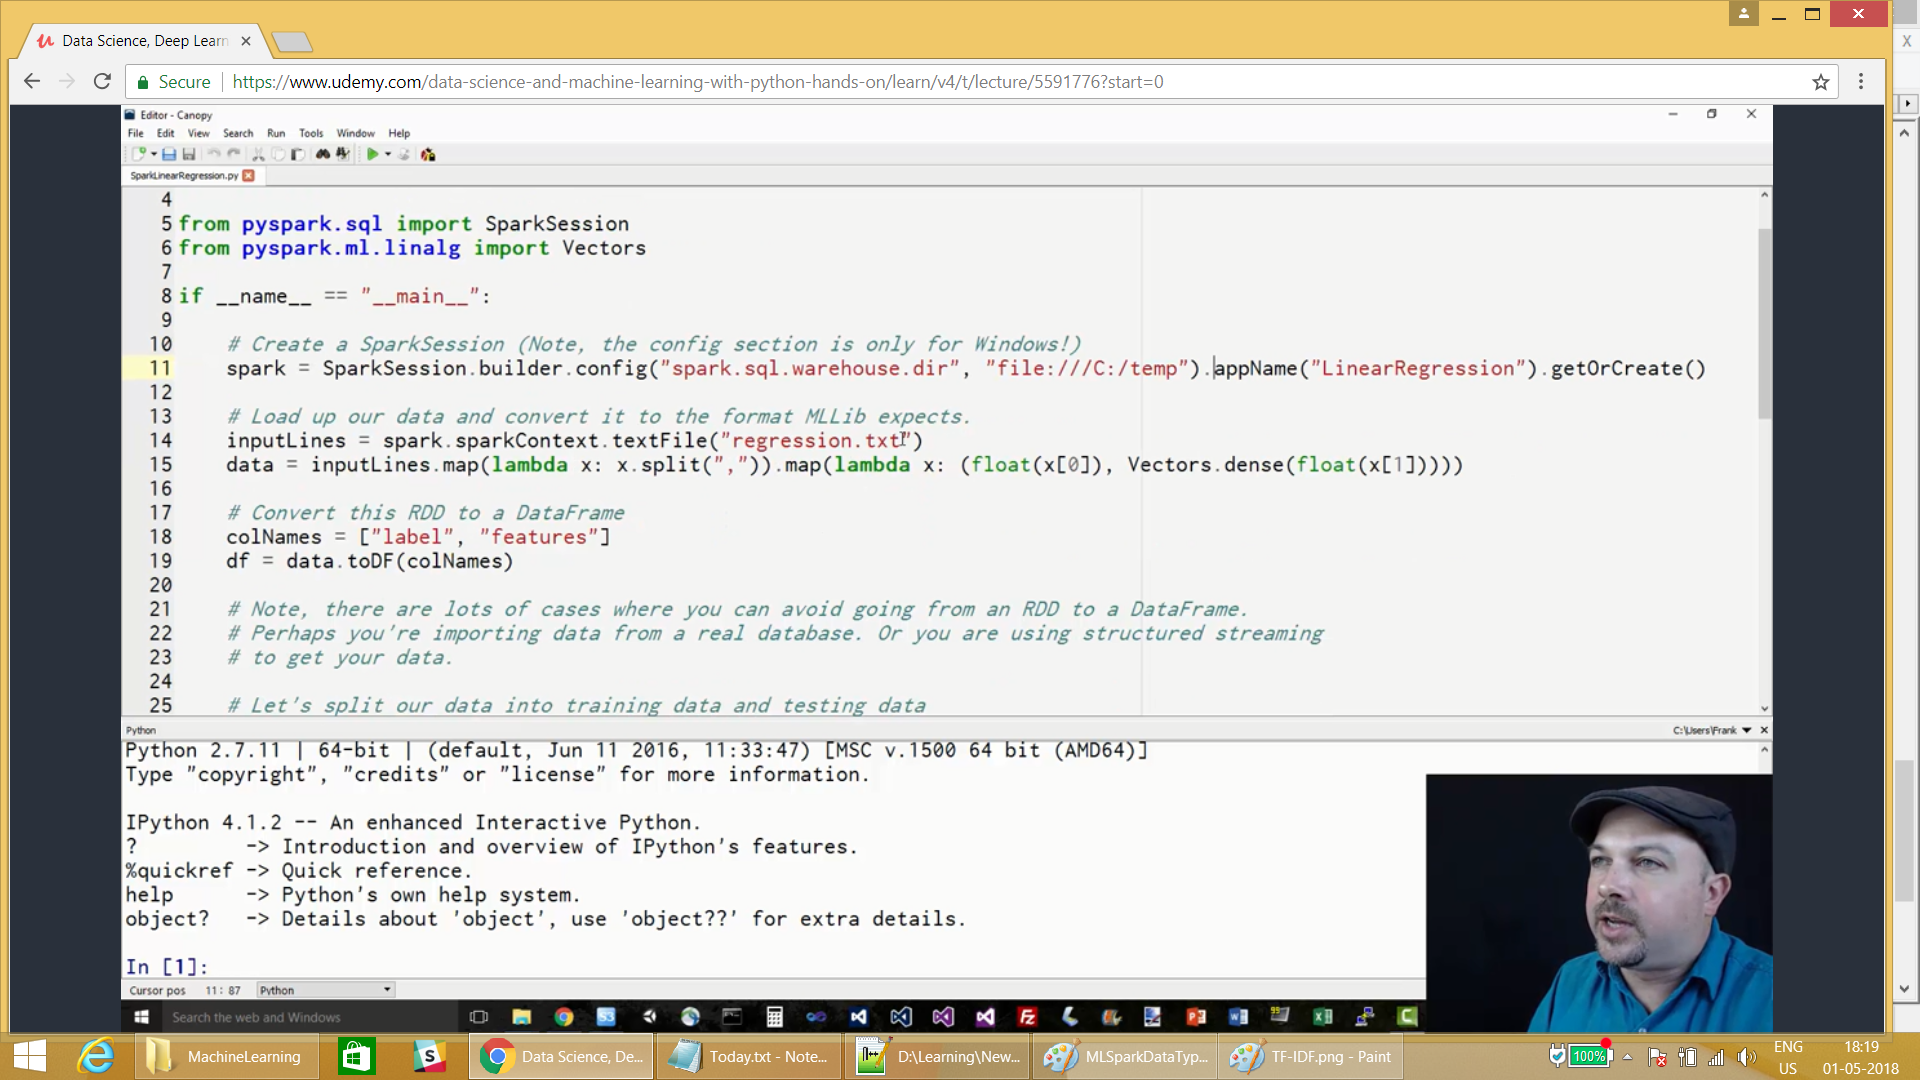 Data Science, Deep Learn
Secure https://www.udemy.com/data-science-and-machine-learning-with-python-hands-on/learn/v4/t/lecture/5591776?start=0
Editor - Canopy
File Edit View Search Run Tools Window Help
SparkLinearRegression.py
4
5 from pyspark.sql import SparkSession
6 from pyspark.ml.linalg import Vectors
7
8 if __name__ == "__main__":
9
10 # Create a SparkSession (Note, the config section is only for Windows!)
11 spark = SparkSession.builder.config("spark.sql.warehouse.dir", "file:///C:/temp").appName("LinearRegression").getOrCreate()
12
13 # Load up our data and convert it to the format MLLib expects.
14 inputLines = spark.sparkContext.textFile("regression.txt")
15 data = inputLines.map(lambda x: x.split(",")).map(lambda x: (float(x[0]), Vectors.dense(float(x[1]))))
16
17 # Convert this RDD to a DataFrame
18 colNames = ["label", "features"]
19 df = data.toDF(colNames)
20
21 # Note, there are lots of cases where you can avoid going from an RDD to a DataFrame.
22 # Perhaps you're importing data from a real database. Or you are using structured streaming
23 # to get your data.
24
25 # Let's split our data into training data and testing data
Python C:\Users\Frank
Python 2.7.11 | 64-bit | (default, Jun 11 2016, 11:33:47) [MSC v.1500 64 bit (AMD64)]
Type "copyright", "credits" or "license" for more information.
IPython 4.1.2 -- An enhanced Interactive Python.
? -> Introduction and overview of IPython's features.
%quickref -> Quick reference.
help -> Python's own help system.
object? -> Details about 'object', use 'object??' for extra details.
In [1]:
Cursor pos 11: 87 Python
Search the web and Windows
MachineLearning Data Science, De... Today.txt - Note... D:\Learning\New... MLSparkDataTyp... TF-IDF.png - Paint 100% ENG 18:19
US 01-05-2018